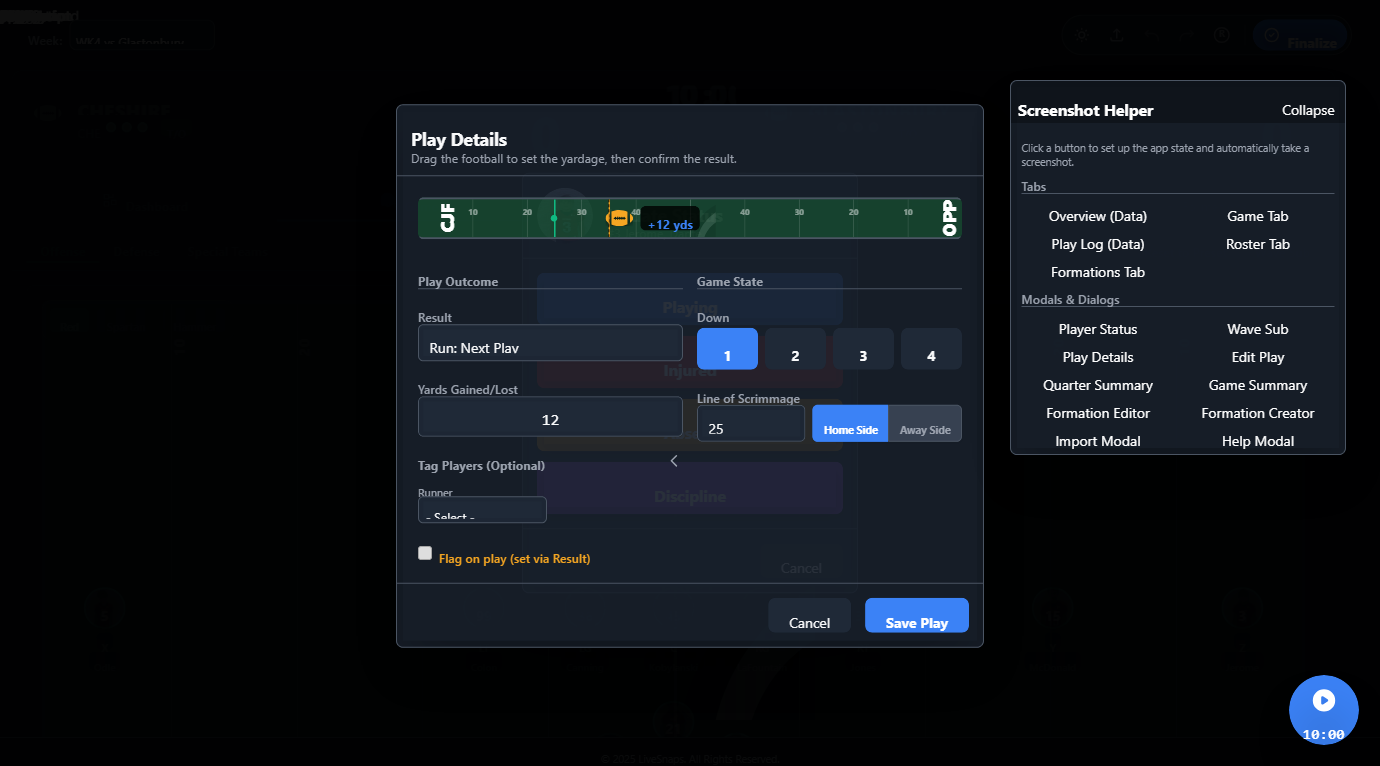 Week:
Finalize
Screenshot Helper
Collapse
Click a button to set up the app state and automatically take a
screenshot.
Tabs
Overview (Data)
Game Tab
Play Log (Data)
Roster Tab
Formations Tab
Modals & Dialogs
Player Status
Wave Sub
Play Details
Edit Play
Quarter Summary
Game Summary
Formation Editor
Formation Creator
Import Modal
Help Modal
Play Details
Drag the football to set the yardage, then confirm the result.
CJF
10
20
30
40
+12 yds
40
30
20
10
OPP
Play Outcome
Game State
Playing
Result
Run: Next Play
Down
1
2
3
4
Injured
Yards Gained/Lost
12
Line of Scrimmage
25
Home Side
Away Side
Tag Players (Optional)
Runner
- Select -
Discipline
Flag on play (set via Result)
Cancel
Cancel
Save Play
10:00